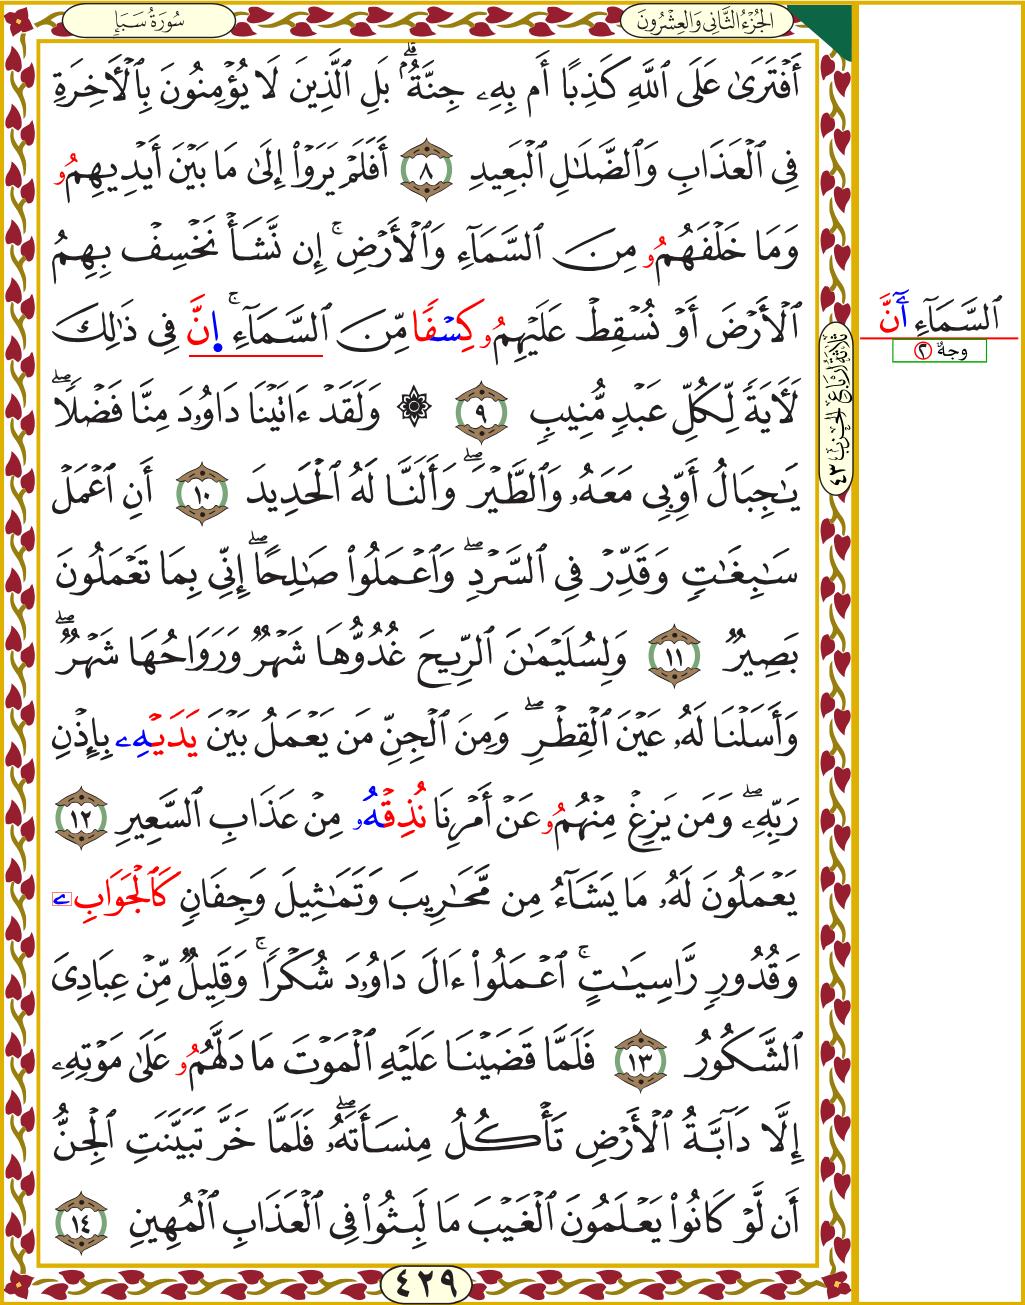 سُورَةُ سَبَإٍ
الجُزْءُ الثَّانِي وَالعِشْرُونَ
أَفْتَرَىٰ عَلَى ٱللَّهِ كَذِبًا أَم بِهِۦ جِنَّةٌۢۗ بَلِ ٱلَّذِينَ لَا يُؤْمِنُونَ بِٱلْأَخِرَةِ
فِى ٱلْعَذَابِ وَٱلضَّلَٰلِ ٱلْبَعِيدِ ٨ أَفَلَمْ يَرَوْا۟ إِلَىٰ مَا بَيْنَ أَيْدِيهِمُۥ
وَمَا خَلْفَهُمُۥ مِنَ ٱلسَّمَآءِ وَٱلْأَرْضِۚ إِن نَّشَأْ نَخْسِفْ بِهِمُ
ٱلْأَرْضَ أَوْ نُسْقِطْ عَلَيْهِمُۥ كِسْفًا مِّنَ ٱلسَّمَآءِۚ اِنَّ فِى ذَٰلِكَ
لَأَيَةً لِّكُلِّ عَبْدٍ مُّنِيبٍ ٩ ۞ وَلَقَدْ ءَاتَيْنَا دَاوُۥدَ مِنَّا فَضْلًاۖ
يَٰجِبَالُ أَوِّبِى مَعَهُۥ وَٱلطَّيْرَۖ وَأَلَنَّا لَهُ ٱلْحَدِيدَ ١٠ أَنِ ٱعْمَلْ
سَٰبِغَٰتٍ وَقَدِّرْ فِى ٱلسَّرْدِۖ وَٱعْمَلُوا۟ صَٰلِحًاۖ إِنِّى بِمَا تَعْمَلُونَ
بَصِيرٌ ١١ وَلِسُلَيْمَٰنَ ٱلرِّيحَ غُدُوُّهَا شَهْرٌ وَرَوَاحُهَا شَهْرٌۖ
وَأَسَلْنَا لَهُۥ عَيْنَ ٱلْقِطْرِۖ وَمِنَ ٱلْجِنِّ مَن يَعْمَلُ بَيْنَ يَدَيْهِۦ بِإِذْنِ
رَبِّهِۦۖ وَمَن يَزِغْ مِنْهُمُۥ عَنْ أَمْرِنَا نُذِقْهُۥ مِنْ عَذَابِ ٱلسَّعِيرِ ١٢
يَعْمَلُونَ لَهُۥ مَا يَشَآءُ مِن مَّحَٰرِيبَ وَتَمَٰثِيلَ وَجِفَانٍ كَٱلْجَوَابِۦ
وَقُدُورٍ رَّاسِيَٰتٍۚ ٱعْمَلُوٓا۟ ءَالَ دَاوُۥدَ شُكْرًاۚ وَقَلِيلٌ مِّنْ عِبَادِىَ
ٱلشَّكُورُ ١٣ فَلَمَّا قَضَيْنَا عَلَيْهِ ٱلْمَوْتَ مَا دَلَّهُمُۥ عَلَىٰ مَوْتِهِۦ
إِلَّا دَآبَّةُ ٱلْأَرْضِ تَأْكُلُ مِنسَأَتَهُۥۖ فَلَمَّا خَرَّ تَبَيَّنَتِ ٱلْجِنُّ
أَن لَّوْ كَانُوا۟ يَعْلَمُونَ ٱلْغَيْبَ مَا لَبِثُوا۟ فِى ٱلْعَذَابِ ٱلْمُهِينِ ١٤
٤٢٩
ٱلسَّمَآءِ أَےنَّ
وجهٌ ٢
ثلاثة أرباع الحزب ٤٣